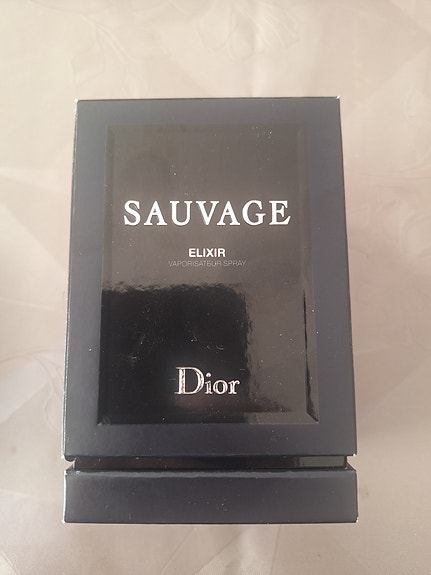 SAUVAGE
ELIXIR
VAPORISATEUR SPRAY
Dior